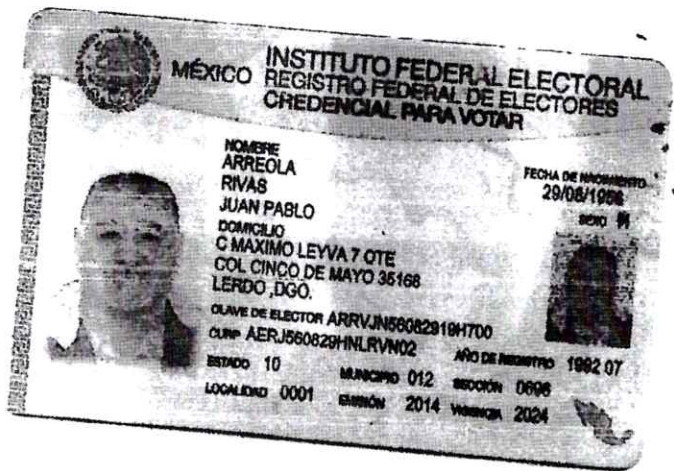 MÉXICO INSTITUTO FEDERAL ELECTORAL
REGISTRO FEDERAL DE ELECTORES
CREDENCIAL PARA VOTAR
NOMBRE
ARREOLA
RIVAS
JUAN PABLO
DOMICILIO
C MAXIMO LEYVA 7 OTE
COL CINCO DE MAYO 35168
LERDO ,DGO.
FECHA DE NACIMIENTO
29/08/1956
SEXO H
CLAVE DE ELECTOR ARRVJN56082919H700
CURP AERJ560829HNLRVN02 AÑO DE REGISTRO 1992 07
ESTADO 10 MUNICIPIO 012 SECCIÓN 0696
LOCALIDAD 0001 EMISIÓN 2014 VIGENCIA 2024